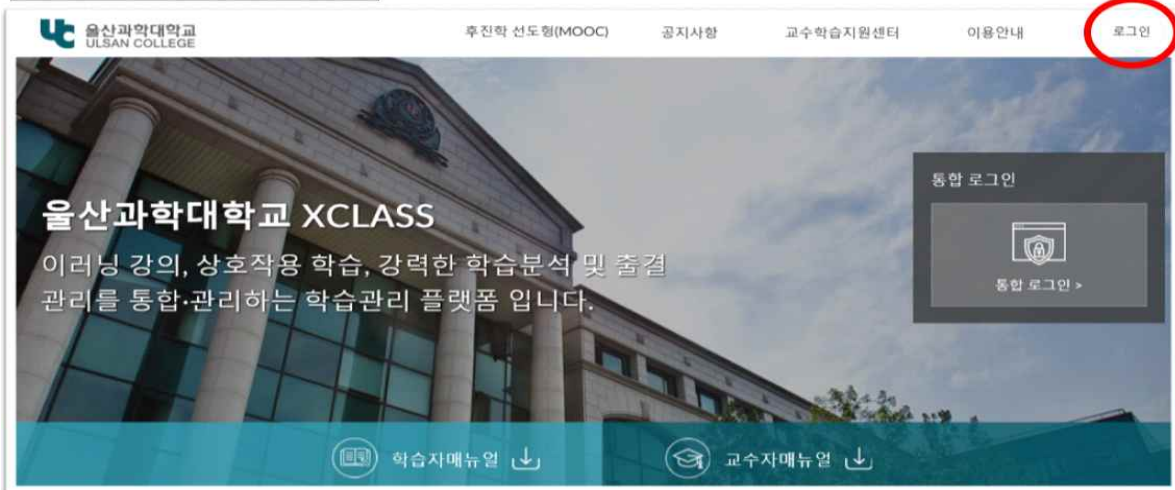 울산과학대학교
ULSAN COLLEGE
후진학 선도형(MOOC) 공지사항 교수학습지원센터 이용안내 로그인
통합 로그인
통합 로그인 >
울산과학대학교 XCLASS
이러닝 강의, 상호작용 학습, 강력한 학습분석 및 출결
관리를 통합·관리하는 학습관리 플랫폼 입니다.
학습자매뉴얼 교수자매뉴얼